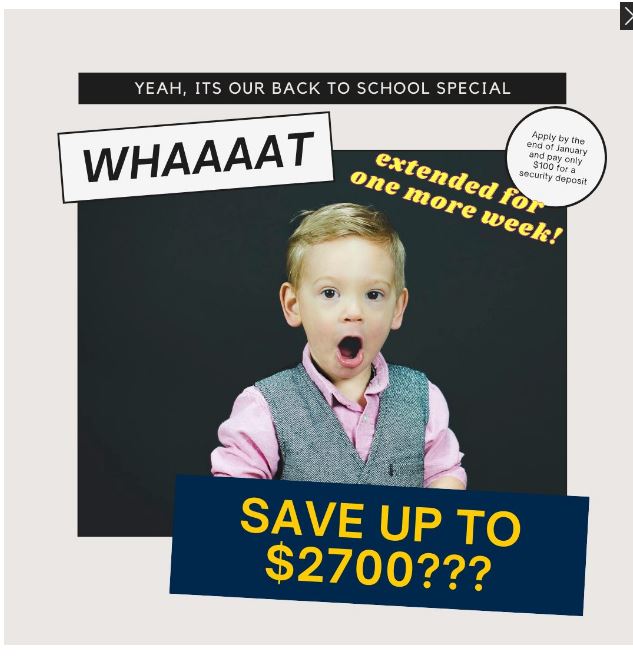 YEAH, ITS OUR BACK TO SCHOOL SPECIAL
WHAAAAT
Apply by the
end of January
and pay only
$100 for a
security deposit
extended for
one more week!
SAVE UP TO
$2700???